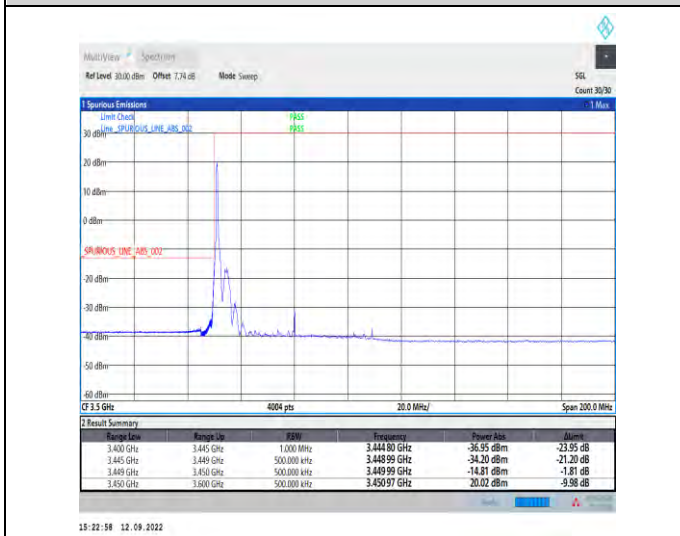 MultiView Spectrum
Ref Level 30.00 dBm Offset 7.74 dB Mode Sweep SGL
Count 30/30
1 Spurious Emissions 1 Max
Limit Check PASS
Line _SPURIOUS_LINE_ABS_002 PASS
30 dBm
20 dBm
10 dBm
0 dBm
_SPURIOUS_LINE_ABS_002
-20 dBm
-30 dBm
-40 dBm
-50 dBm
-60 dBm
CF 3.5 GHz 4004 pts 20.0 MHz/ Span 200.0 MHz
2 Result Summary
Range Low Range Up RBW Frequency Power Abs ΔLimit
3.400 GHz 3.445 GHz 1.000 MHz 3.444 80 GHz -36.95 dBm -23.95 dB
3.445 GHz 3.449 GHz 500.000 kHz 3.448 99 GHz -34.20 dBm -21.20 dB
3.449 GHz 3.450 GHz 500.000 kHz 3.449 99 GHz -14.81 dBm -1.81 dB
3.450 GHz 3.600 GHz 500.000 kHz 3.450 97 GHz 20.02 dBm -9.98 dB
15:22:58 12.09.2022